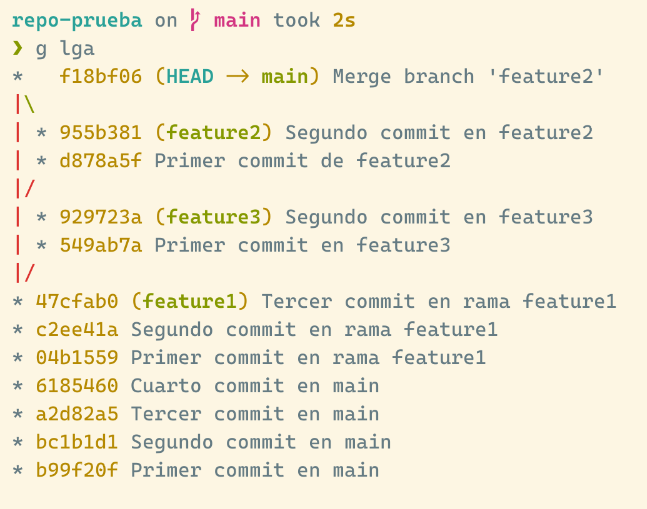 repo-prueba on  main took 2s
❯ g lga
*   f18bf06 (HEAD -> main) Merge branch 'feature2'
|\
| * 955b381 (feature2) Segundo commit en feature2
| * d878a5f Primer commit de feature2
|/
| * 929723a (feature3) Segundo commit en feature3
| * 549ab7a Primer commit en feature3
|/
* 47cfab0 (feature1) Tercer commit en rama feature1
* c2ee41a Segundo commit en rama feature1
* 04b1559 Primer commit en rama feature1
* 6185460 Cuarto commit en main
* a2d82a5 Tercer commit en main
* bc1b1d1 Segundo commit en main
* b99f20f Primer commit en main